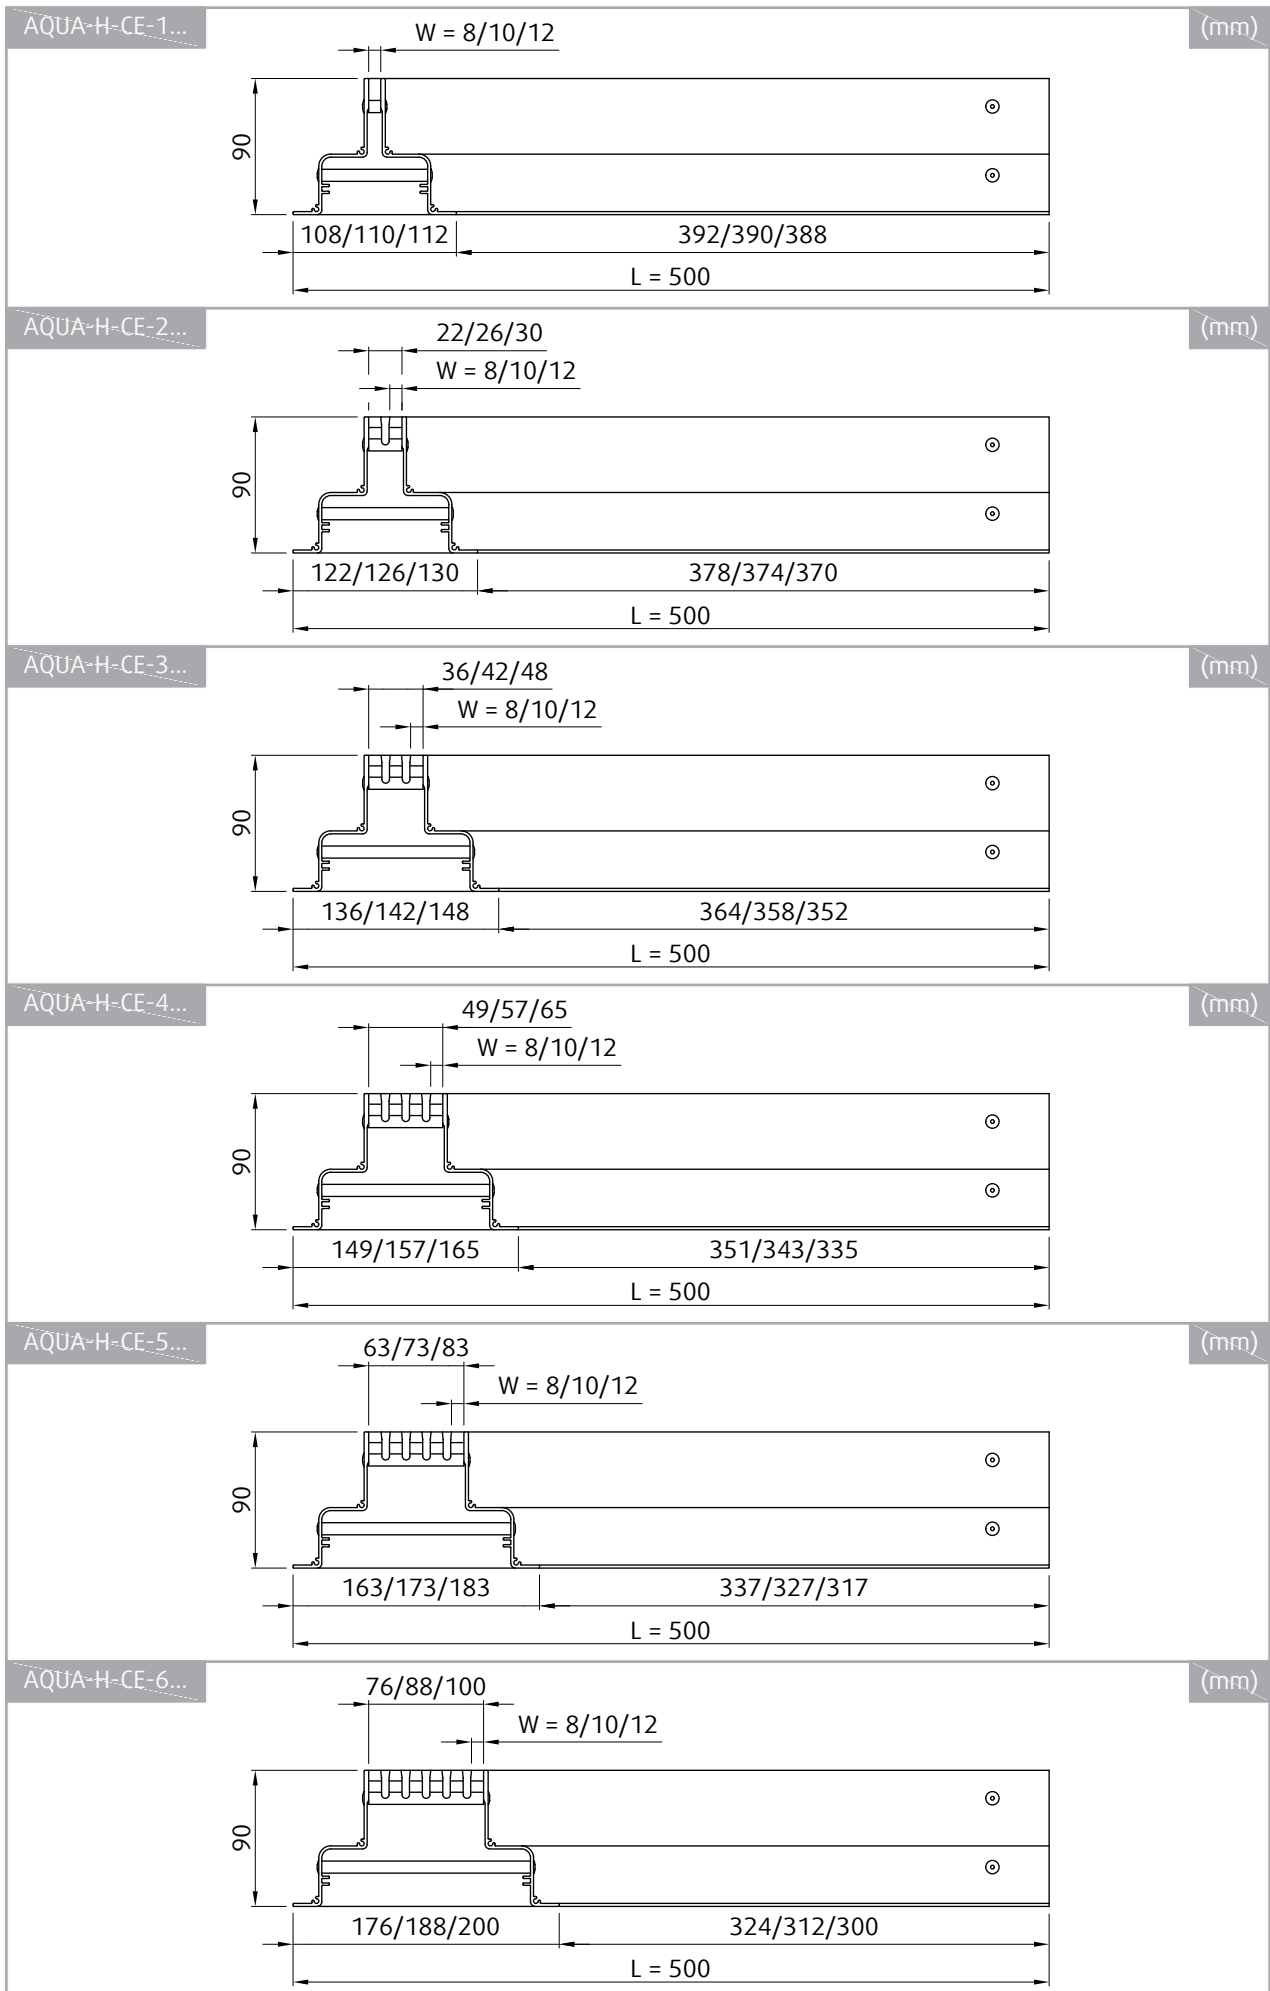 AQUA-H-CE-1... (mm)
W = 8/10/12
90
108/110/112 392/390/388
L = 500
AQUA-H-CE-2... (mm)
22/26/30
W = 8/10/12
90
122/126/130 378/374/370
L = 500
AQUA-H-CE-3... (mm)
36/42/48
W = 8/10/12
90
136/142/148 364/358/352
L = 500
AQUA-H-CE-4... (mm)
49/57/65
W = 8/10/12
90
149/157/165 351/343/335
L = 500
AQUA-H-CE-5... (mm)
63/73/83
W = 8/10/12
90
163/173/183 337/327/317
L = 500
AQUA-H-CE-6... (mm)
76/88/100
W = 8/10/12
90
176/188/200 324/312/300
L = 500